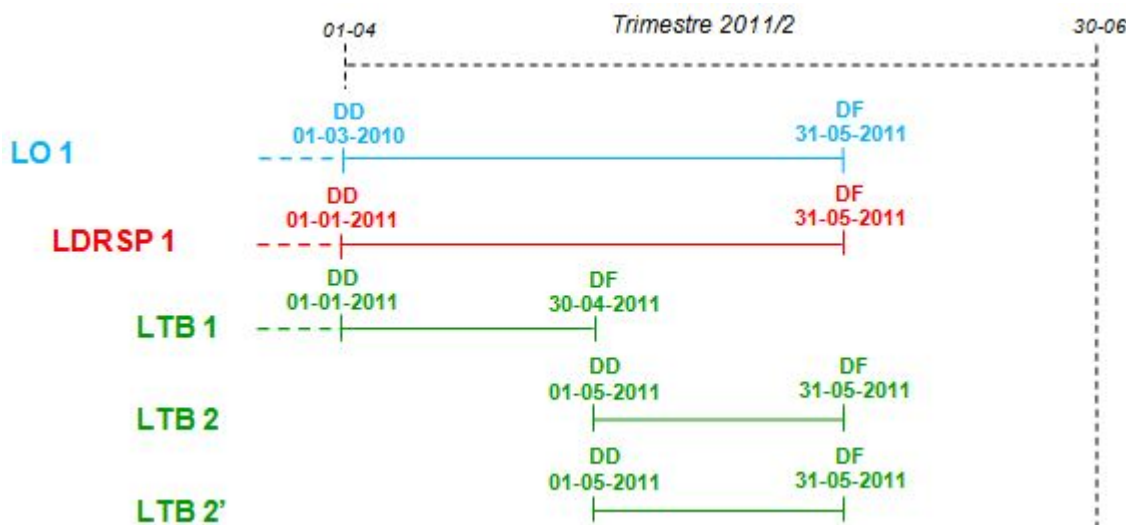 01-04 Trimestre 2011/2 30-06
DD DF
LO 1 01-03-2010 31-05-2011
DD DF
LDRSP 1 01-01-2011 31-05-2011
DD DF
LTB 1 01-01-2011 30-04-2011
DD DF
LTB 2 01-05-2011 31-05-2011
DD DF
LTB 2' 01-05-2011 31-05-2011